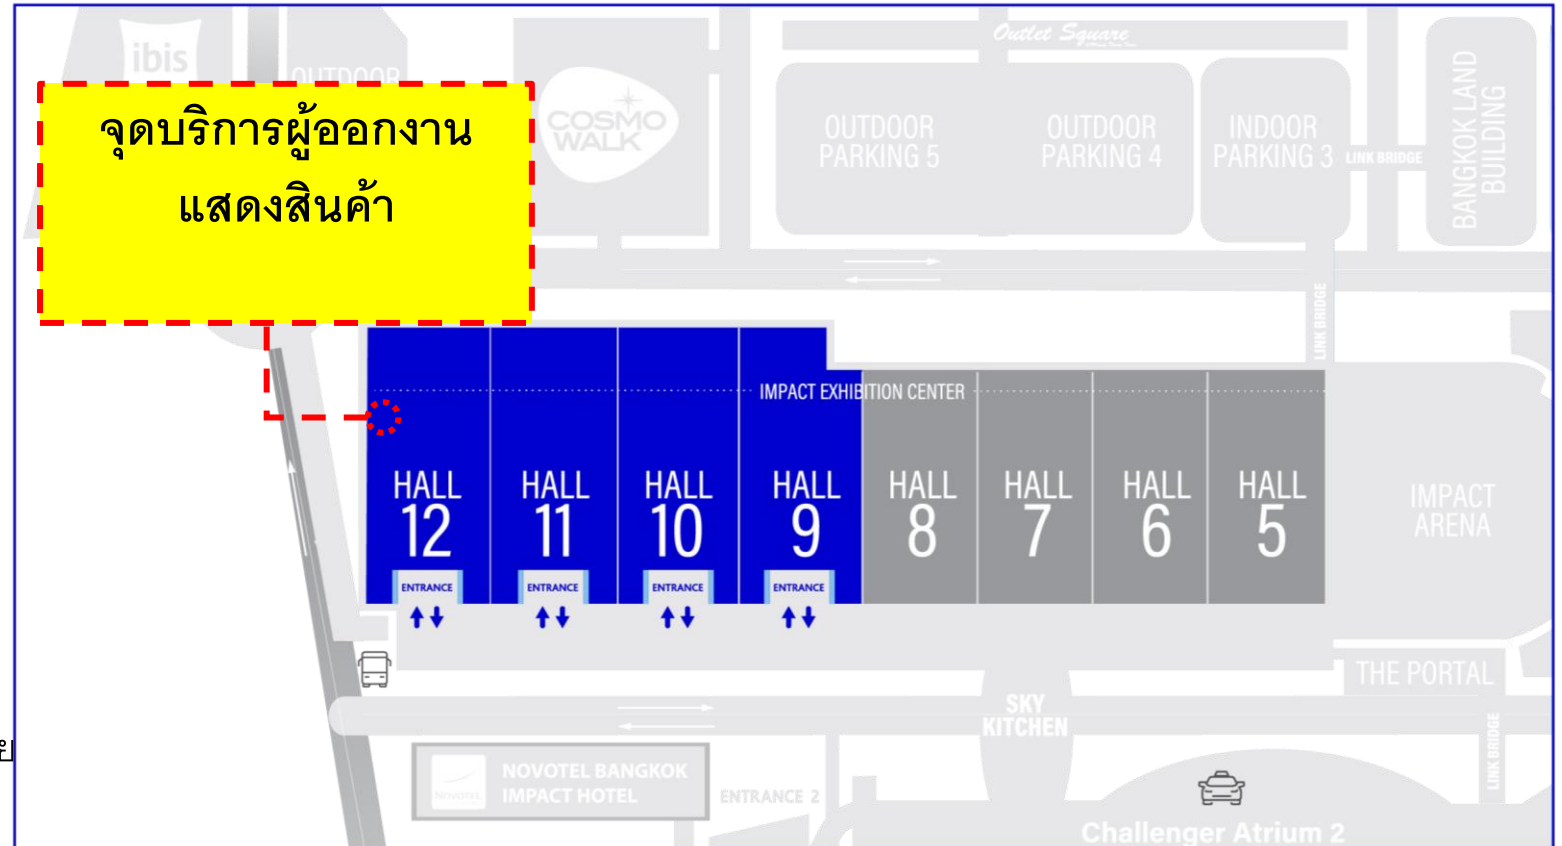 ibis
OUTDOOR
จุดบริการผู้ออกงาน
แสดงสินค้า
COSMO
WALK
Outlet Square
OUTDOOR
PARKING 5
OUTDOOR
PARKING 4
INDOOR
PARKING 3
LINK BRIDGE
BANGKOK LAND
BUILDING
LINK BRIDGE
IMPACT EXHIBITION CENTER
HALL
12
ENTRANCE
HALL
11
ENTRANCE
HALL
10
ENTRANCE
HALL
9
ENTRANCE
HALL
8
HALL
7
HALL
6
HALL
5
IMPACT
ARENA
THE PORTAL
SKY
KITCHEN
LINK BRIDGE
NOVOTEL
NOVOTEL BANGKOK
IMPACT HOTEL
ENTRANCE 2
Challenger Atrium 2